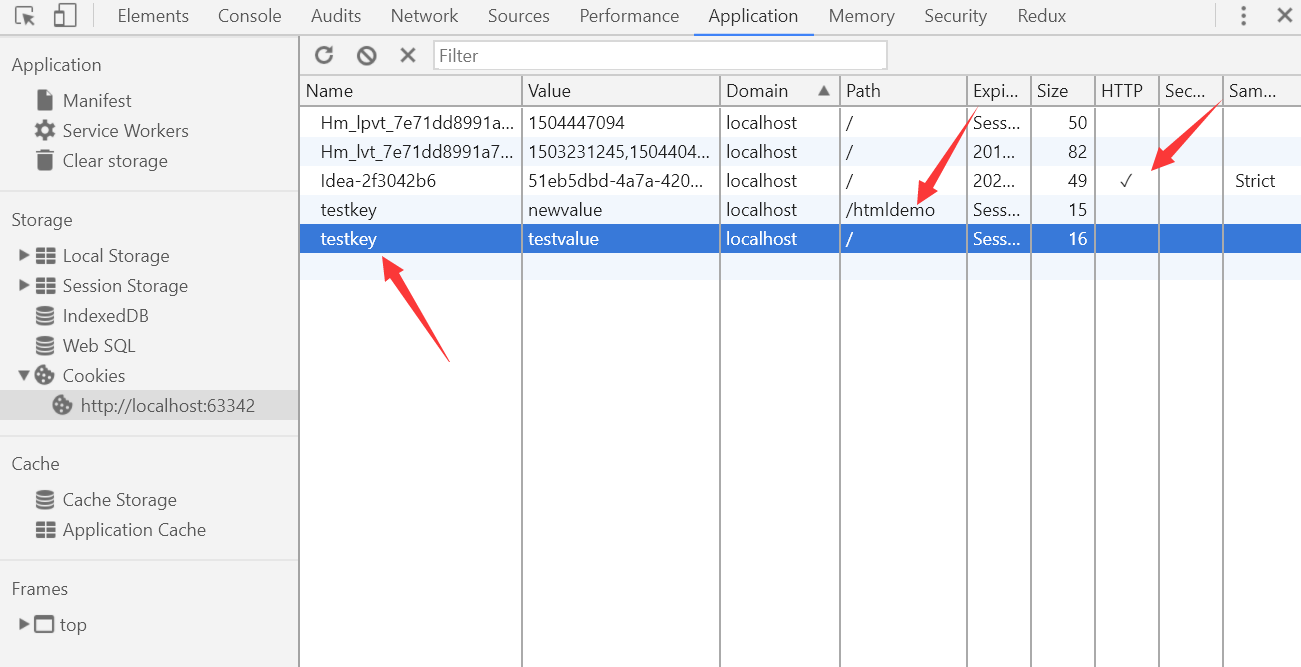 Elements Console Audits Network Sources Performance Application Memory Security Redux
Filter
Application
Manifest
Service Workers
Clear storage
Storage
Local Storage
Session Storage
IndexedDB
Web SQL
Cookies
http://localhost:63342
Cache
Cache Storage
Application Cache
Frames
top
Name Value Domain Path Expi... Size HTTP Sec... Sam...
Hm_lpvt_7e71dd8991a... 1504447094 localhost / Sess... 50
Hm_lvt_7e71dd8991a7... 1503231245,1504404... localhost / 201... 82
Idea-2f3042b6 51eb5dbd-4a7a-420... localhost / 202... 49 ✓ Strict
testkey newvalue localhost /htmldemo Sess... 15
testkey testvalue localhost / Sess... 16